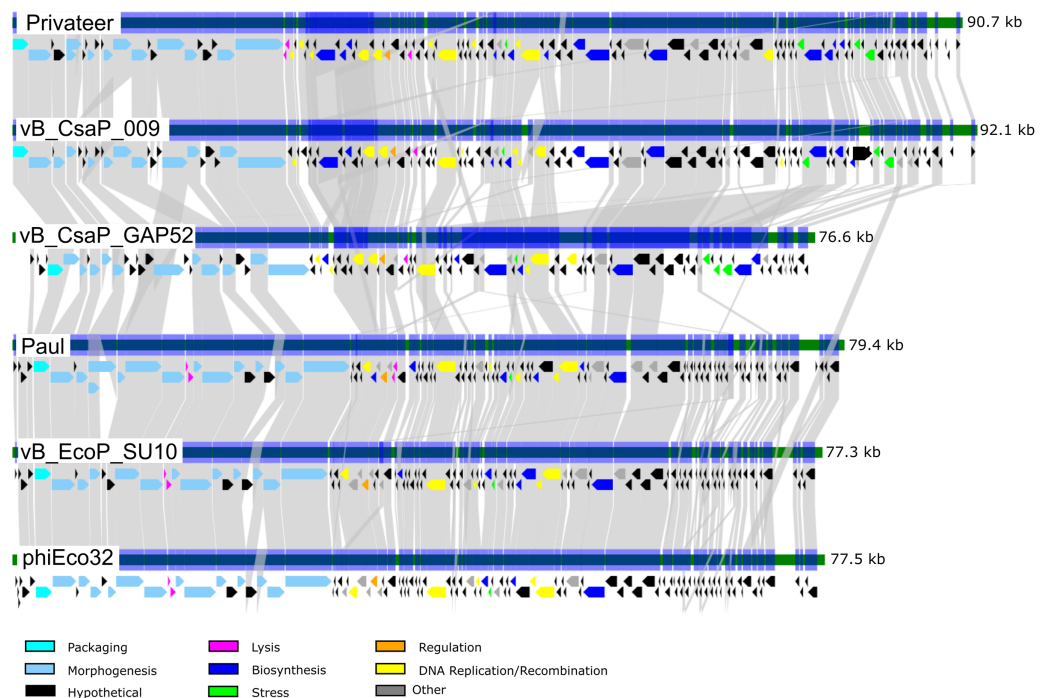 Privateer
90.7 kb
vB_CsaP_009
92.1 kb
vB_CsaP_GAP52
76.6 kb
Paul
79.4 kb
vB_EcoP_SU10
77.3 kb
phiEco32
77.5 kb
Packaging Lysis Regulation
Morphogenesis Biosynthesis DNA Replication/Recombination
Hypothetical Stress Other